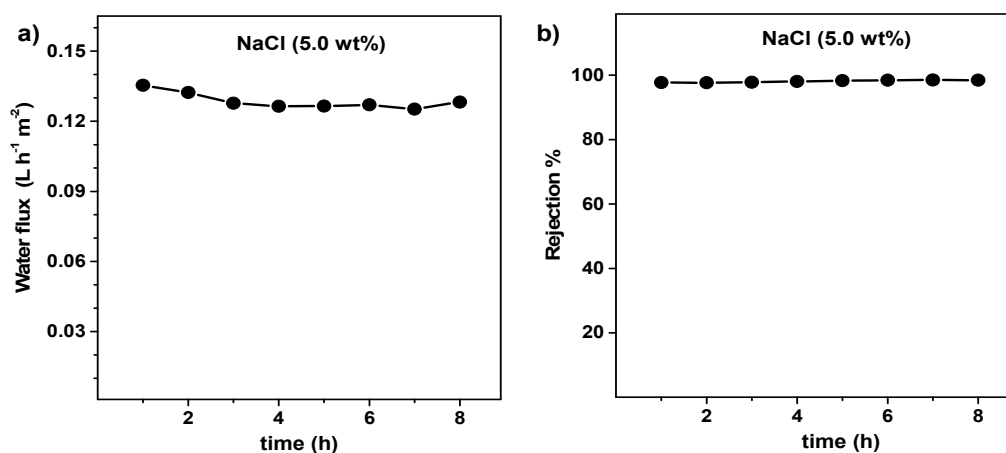 a)
NaCl (5.0 wt%)
0.15
0.12
0.09
0.06
0.03
Water flux (L h⁻¹ m⁻²)
2
4
6
8
time (h)
b)
NaCl (5.0 wt%)
100
80
60
40
20
Rejection %
2
4
6
8
time (h)